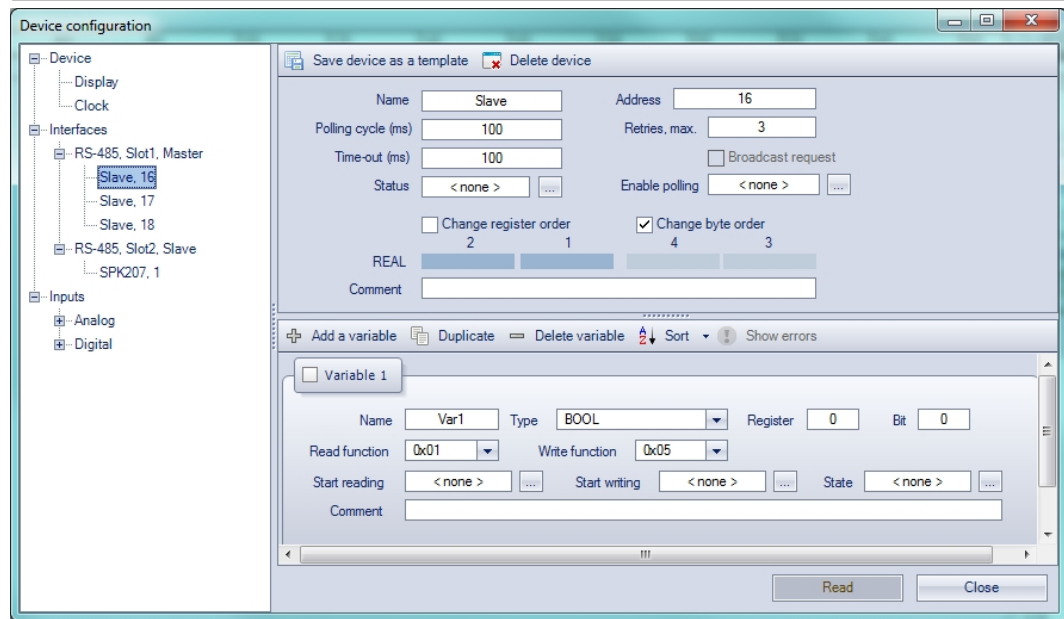 Device configuration
Device
Display
Clock
Interfaces
RS-485, Slot1, Master
Slave, 16
Slave, 17
Slave, 18
RS-485, Slot2, Slave
SPK207, 1
Inputs
Analog
Digital
Save device as a template Delete device
Name Slave Address 16
Polling cycle (ms) 100 Retries, max. 3
Time-out (ms) 100 Broadcast request
Status < none > ... Enable polling < none > ...
Change register order Change byte order
2 1 4 3
REAL
Comment
Add a variable Duplicate Delete variable Sort Show errors
Variable 1
Name Var1 Type BOOL Register 0 Bit 0
Read function 0x01 Write function 0x05
Start reading < none > ... Start writing < none > ... State < none > ...
Comment
Read Close